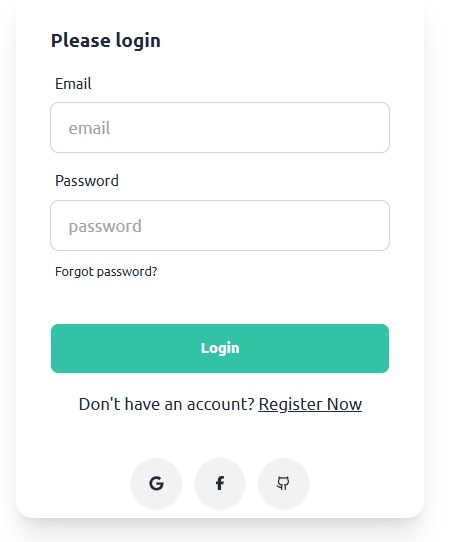 Please login
Email
email
Password
password
Forgot password?
Login
Don't have an account? Register Now